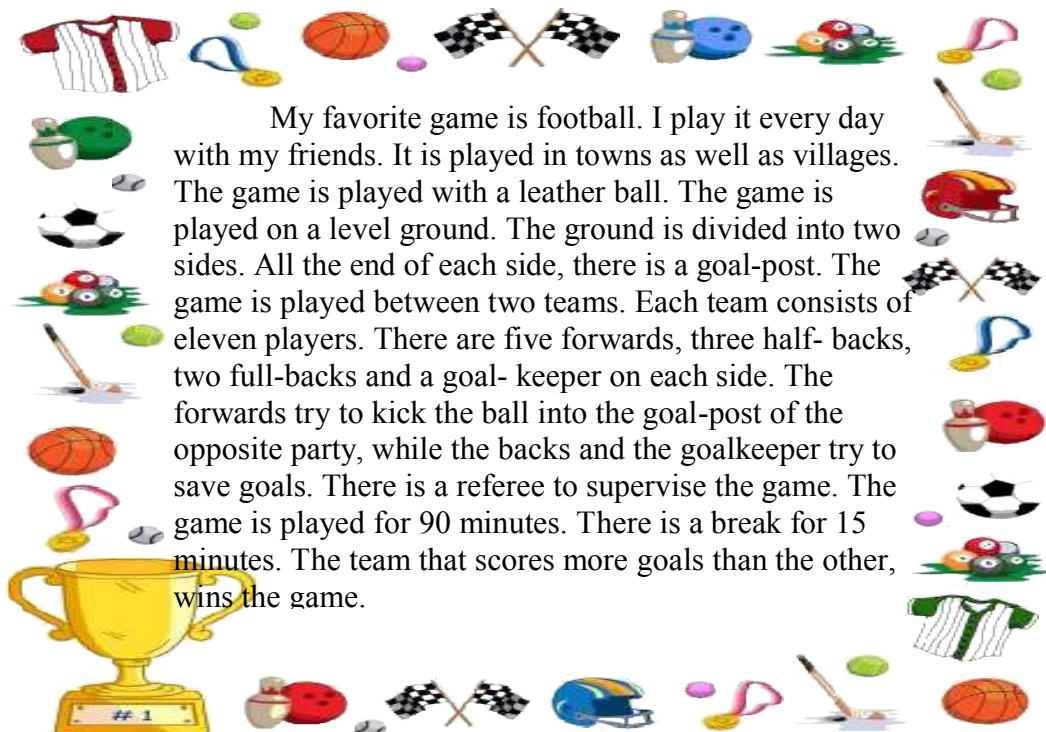 My favorite game is football. I play it every day
with my friends. It is played in towns as well as villages.
The game is played with a leather ball. The game is
played on a level ground. The ground is divided into two
sides. All the end of each side, there is a goal-post. The
game is played between two teams. Each team consists of
eleven players. There are five forwards, three half- backs,
two full-backs and a goal- keeper on each side. The
forwards try to kick the ball into the goal-post of the
opposite party, while the backs and the goalkeeper try to
save goals. There is a referee to supervise the game. The
game is played for 90 minutes. There is a break for 15
minutes. The team that scores more goals than the other,
wins the game.
# 1